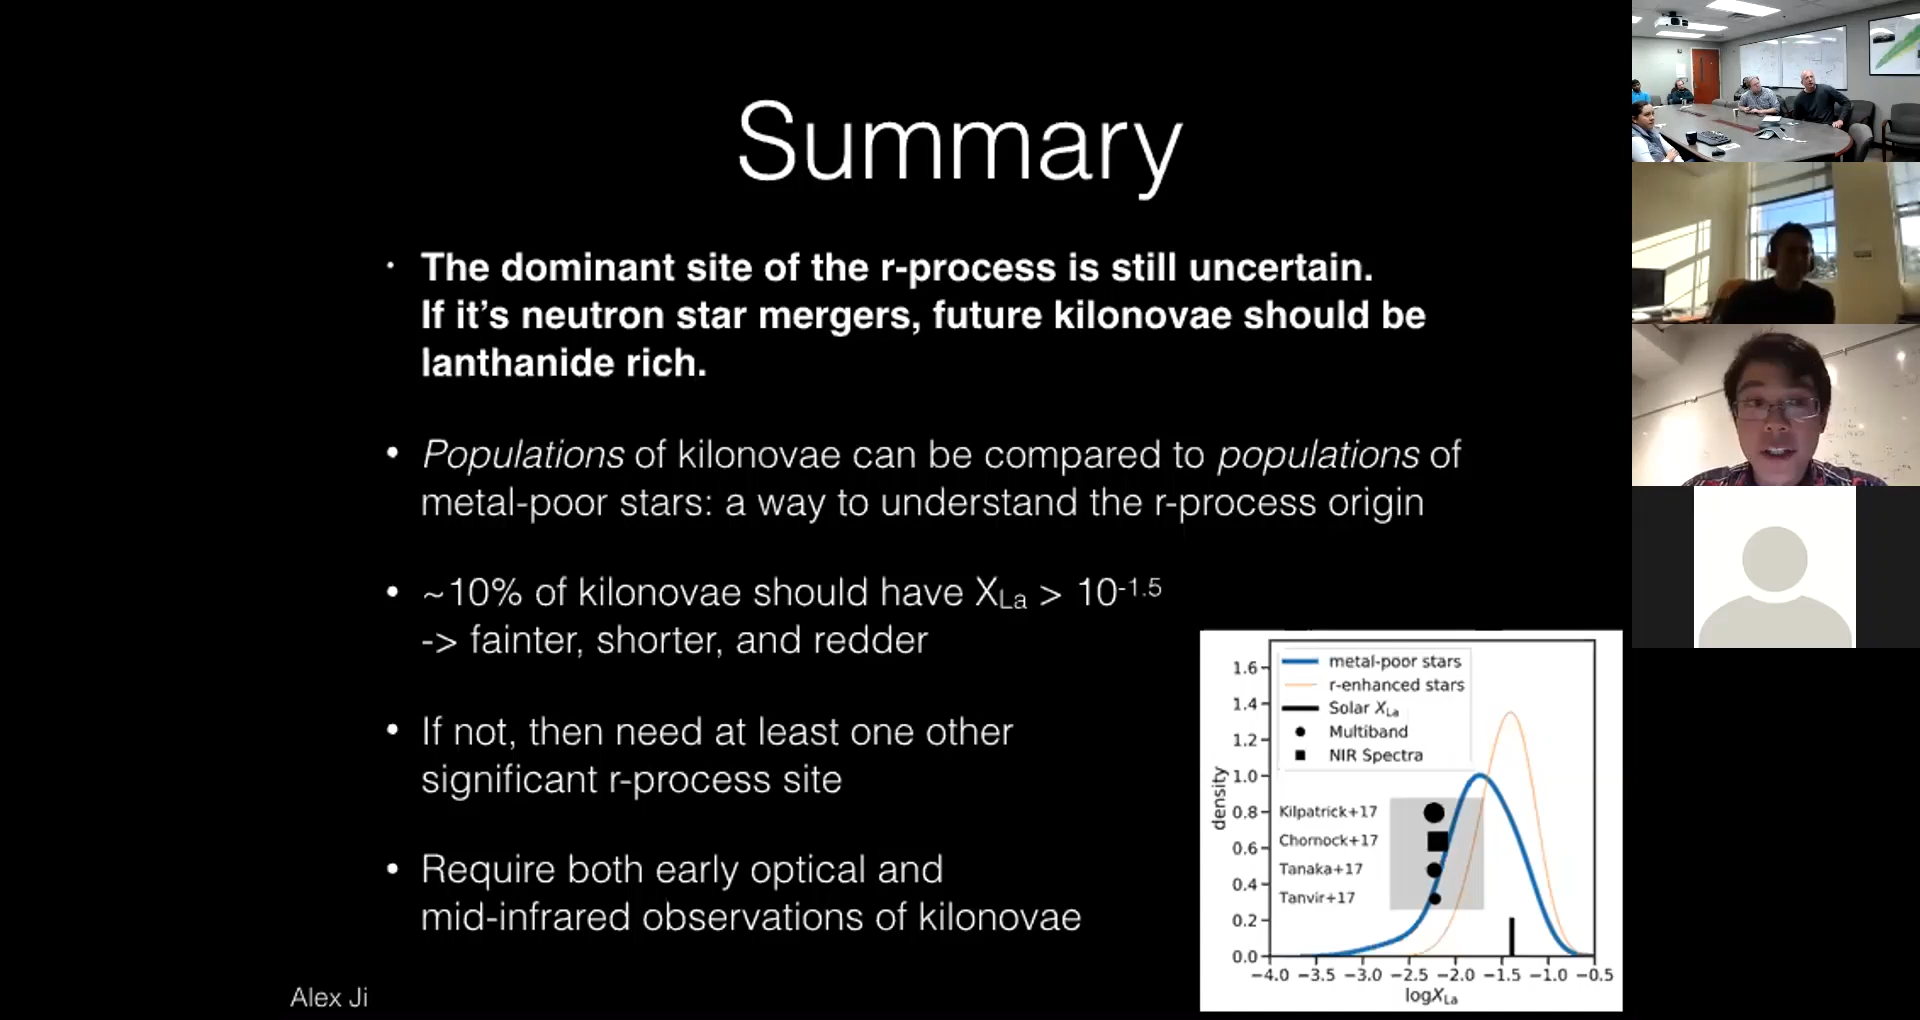 Summary
• The dominant site of the r-process is still uncertain.
If it's neutron star mergers, future kilonovae should be
lanthanide rich.
• Populations of kilonovae can be compared to populations of
metal-poor stars: a way to understand the r-process origin
• ~10% of kilonovae should have XLa > 10-1.5
-> fainter, shorter, and redder
• If not, then need at least one other
significant r-process site
• Require both early optical and
mid-infrared observations of kilonovae
Alex Ji
metal-poor stars
r-enhanced stars
Solar XLa
Multiband
NIR Spectra
Kilpatrick+17
Chornock+17
Tanaka+17
Tanvir+17
density
1.6
1.4
1.2
1.0
0.8
0.6
0.4
0.2
0.0
−4.0 −3.5 −3.0 −2.5 −2.0 −1.5 −1.0 −0.5
logXLa